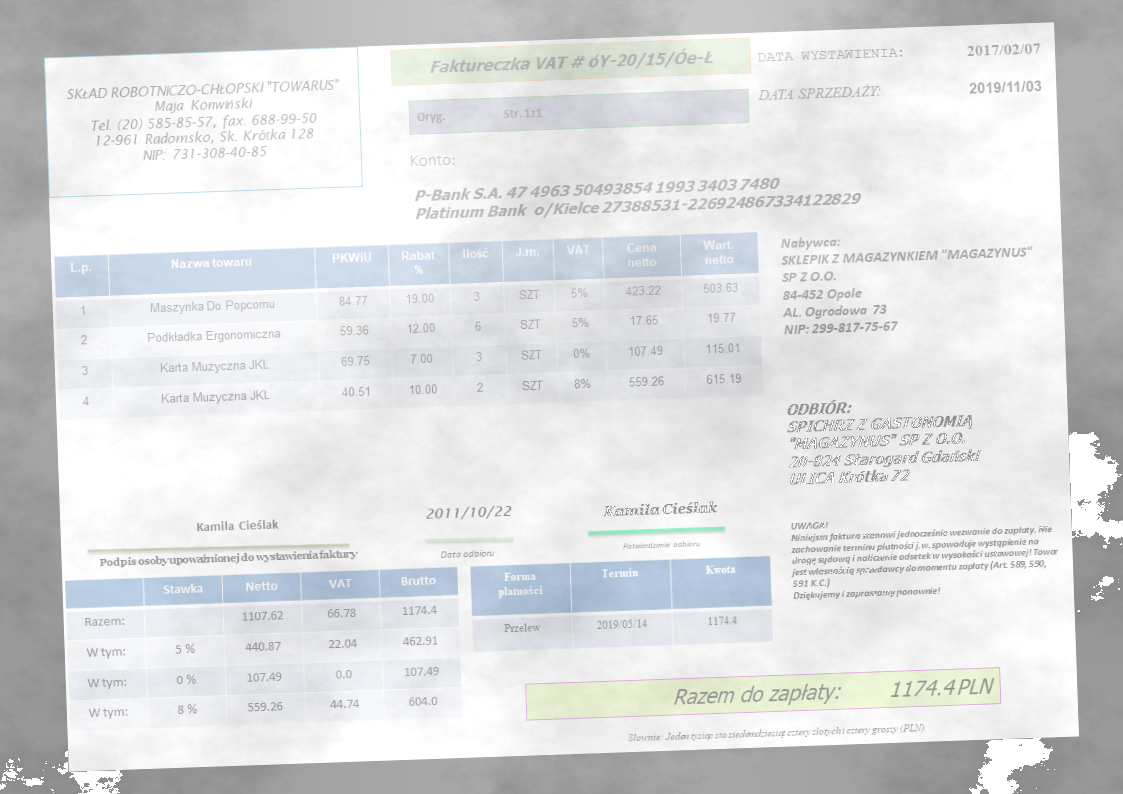 SKŁAD ROBOTNICZO-CHŁOPSKI "TOWARUS"
Maja Konwiński
Tel. (20) 585-85-57, fax. 688-99-50
12-961 Radomsko, Sk. Krótka 128
NIP: 731-308-40-85
Faktureczka VAT # óY-20/15/Óe-Ł
Oryg. Str. 1z1
DATA WYSTAWIENIA: 2017/02/07
DATA SPRZEDAŻY: 2019/11/03
Konto:
P-Bank S.A. 47 4963 50493854 1993 3403 7480
Platinum Bank o/Kielce 27388531-226924867334122829
L.p. Nazwa towaru PKWiU Rabat % Ilość J.m. VAT Cena netto Wart. netto
1 Maszynka Do Popcornu 84.77 19.00 3 SZT 5% 423.22 503.63
2 Podkładka Ergonomiczna 59.36 12.00 6 SZT 5% 17.65 19.77
3 Karta Muzyczna JKL 69.75 7.00 3 SZT 0% 107.49 115.01
4 Karta Muzyczna JKL 40.51 10.00 2 SZT 8% 559.26 615.19
Nabywca:
SKLEPIK Z MAGAZYNKIEM "MAGAZYNUS"
SP Z O.O.
84-452 Opole
AL. Ogrodowa 73
NIP: 299-817-75-67
ODBIÓR:
SPICHRZ Z GASTONOMIĄ
"MAGAZYNUS" SP Z O.O.
20-824 Starogard Gdański
ULICA Krótka 72
Kamila Cieślak
Podpis osoby upoważnionej do wystawienia faktury
2011/10/22
Data odbioru
Kamila Cieślak
Potwierdzenie odbioru
UWAGA!
Niniejsza faktura stanowi jednocześnie wezwanie do zapłaty. Nie
zachowanie terminu płatności j.w. spowoduje wystąpienie na
drogę sądową i naliczenie odsetek w wysokości ustawowej! Towar
jest własnością sprzedawcy do momentu zapłaty (Art. 589, 590,
591 K.C.)
Dziękujemy i zapraszamy ponownie!
Stawka Netto VAT Brutto
Razem: 1107.62 66.78 1174.4
W tym: 5 % 440.87 22.04 462.91
W tym: 0 % 107.49 0.0 107.49
W tym: 8 % 559.26 44.74 604.0
Forma płatności Termin Kwota
Przelew 2019/05/14 1174.4
Razem do zapłaty: 1174.4 PLN
Słownie: Jeden tysiąc sto siedemdziesiąt cztery złotych i cztery groszy (PLN)